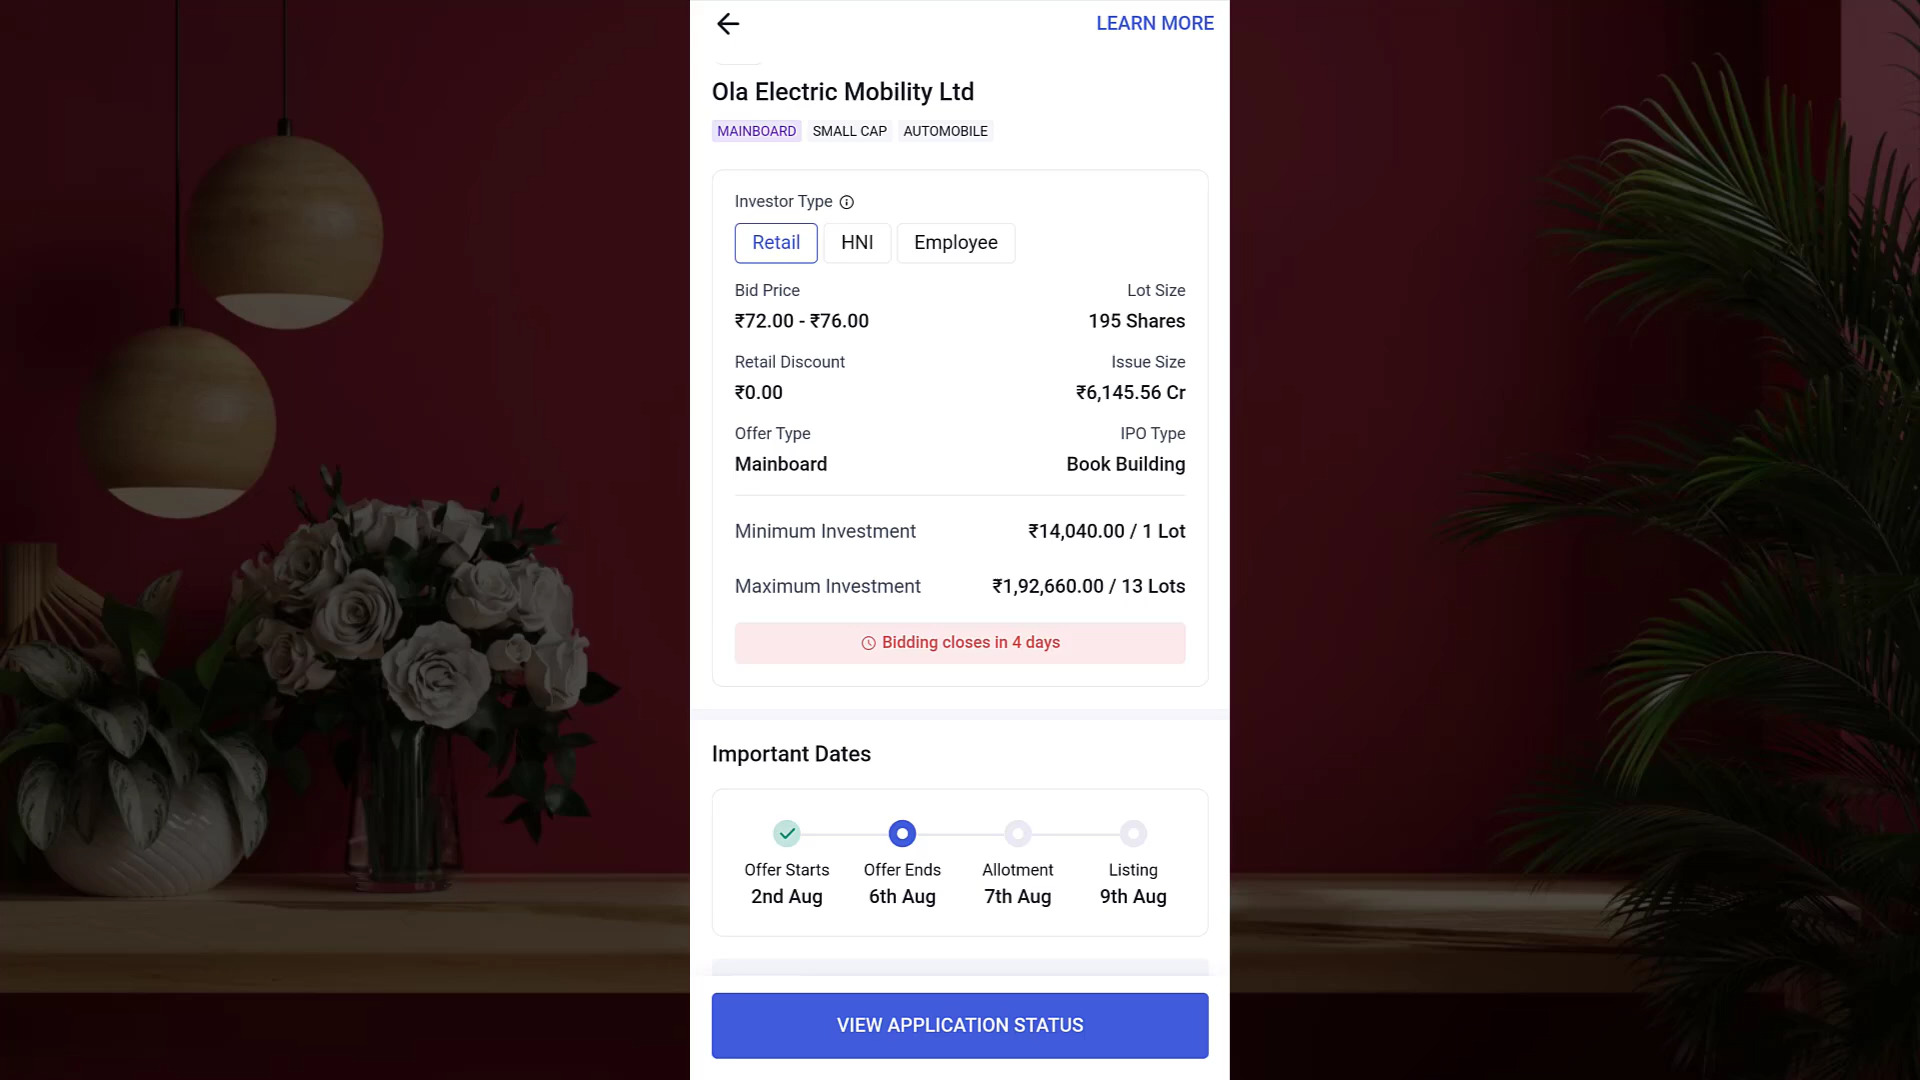 LEARN MORE
Ola Electric Mobility Ltd
MAINBOARD SMALL CAP AUTOMOBILE
Investor Type
Retail HNI Employee
Bid Price Lot Size
₹72.00 - ₹76.00 195 Shares
Retail Discount Issue Size
₹0.00 ₹6,145.56 Cr
Offer Type IPO Type
Mainboard Book Building
Minimum Investment ₹14,040.00 / 1 Lot
Maximum Investment ₹1,92,660.00 / 13 Lots
Bidding closes in 4 days
Important Dates
Offer Starts Offer Ends Allotment Listing
2nd Aug 6th Aug 7th Aug 9th Aug
VIEW APPLICATION STATUS